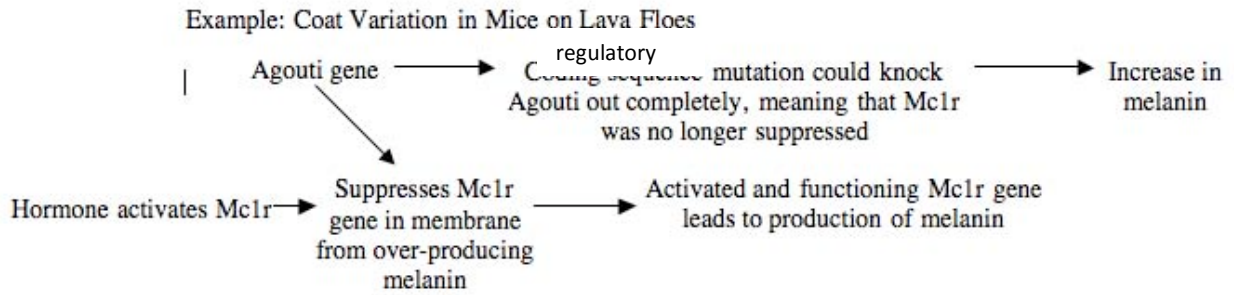 Example: Coat Variation in Mice on Lava Floes
Agouti gene
regulatory
Coding sequence mutation could knock
Agouti out completely, meaning that Mc1r
was no longer suppressed
Increase in
melanin
Hormone activates Mc1r
Suppresses Mc1r
gene in membrane
from over-producing
melanin
Activated and functioning Mc1r gene
leads to production of melanin